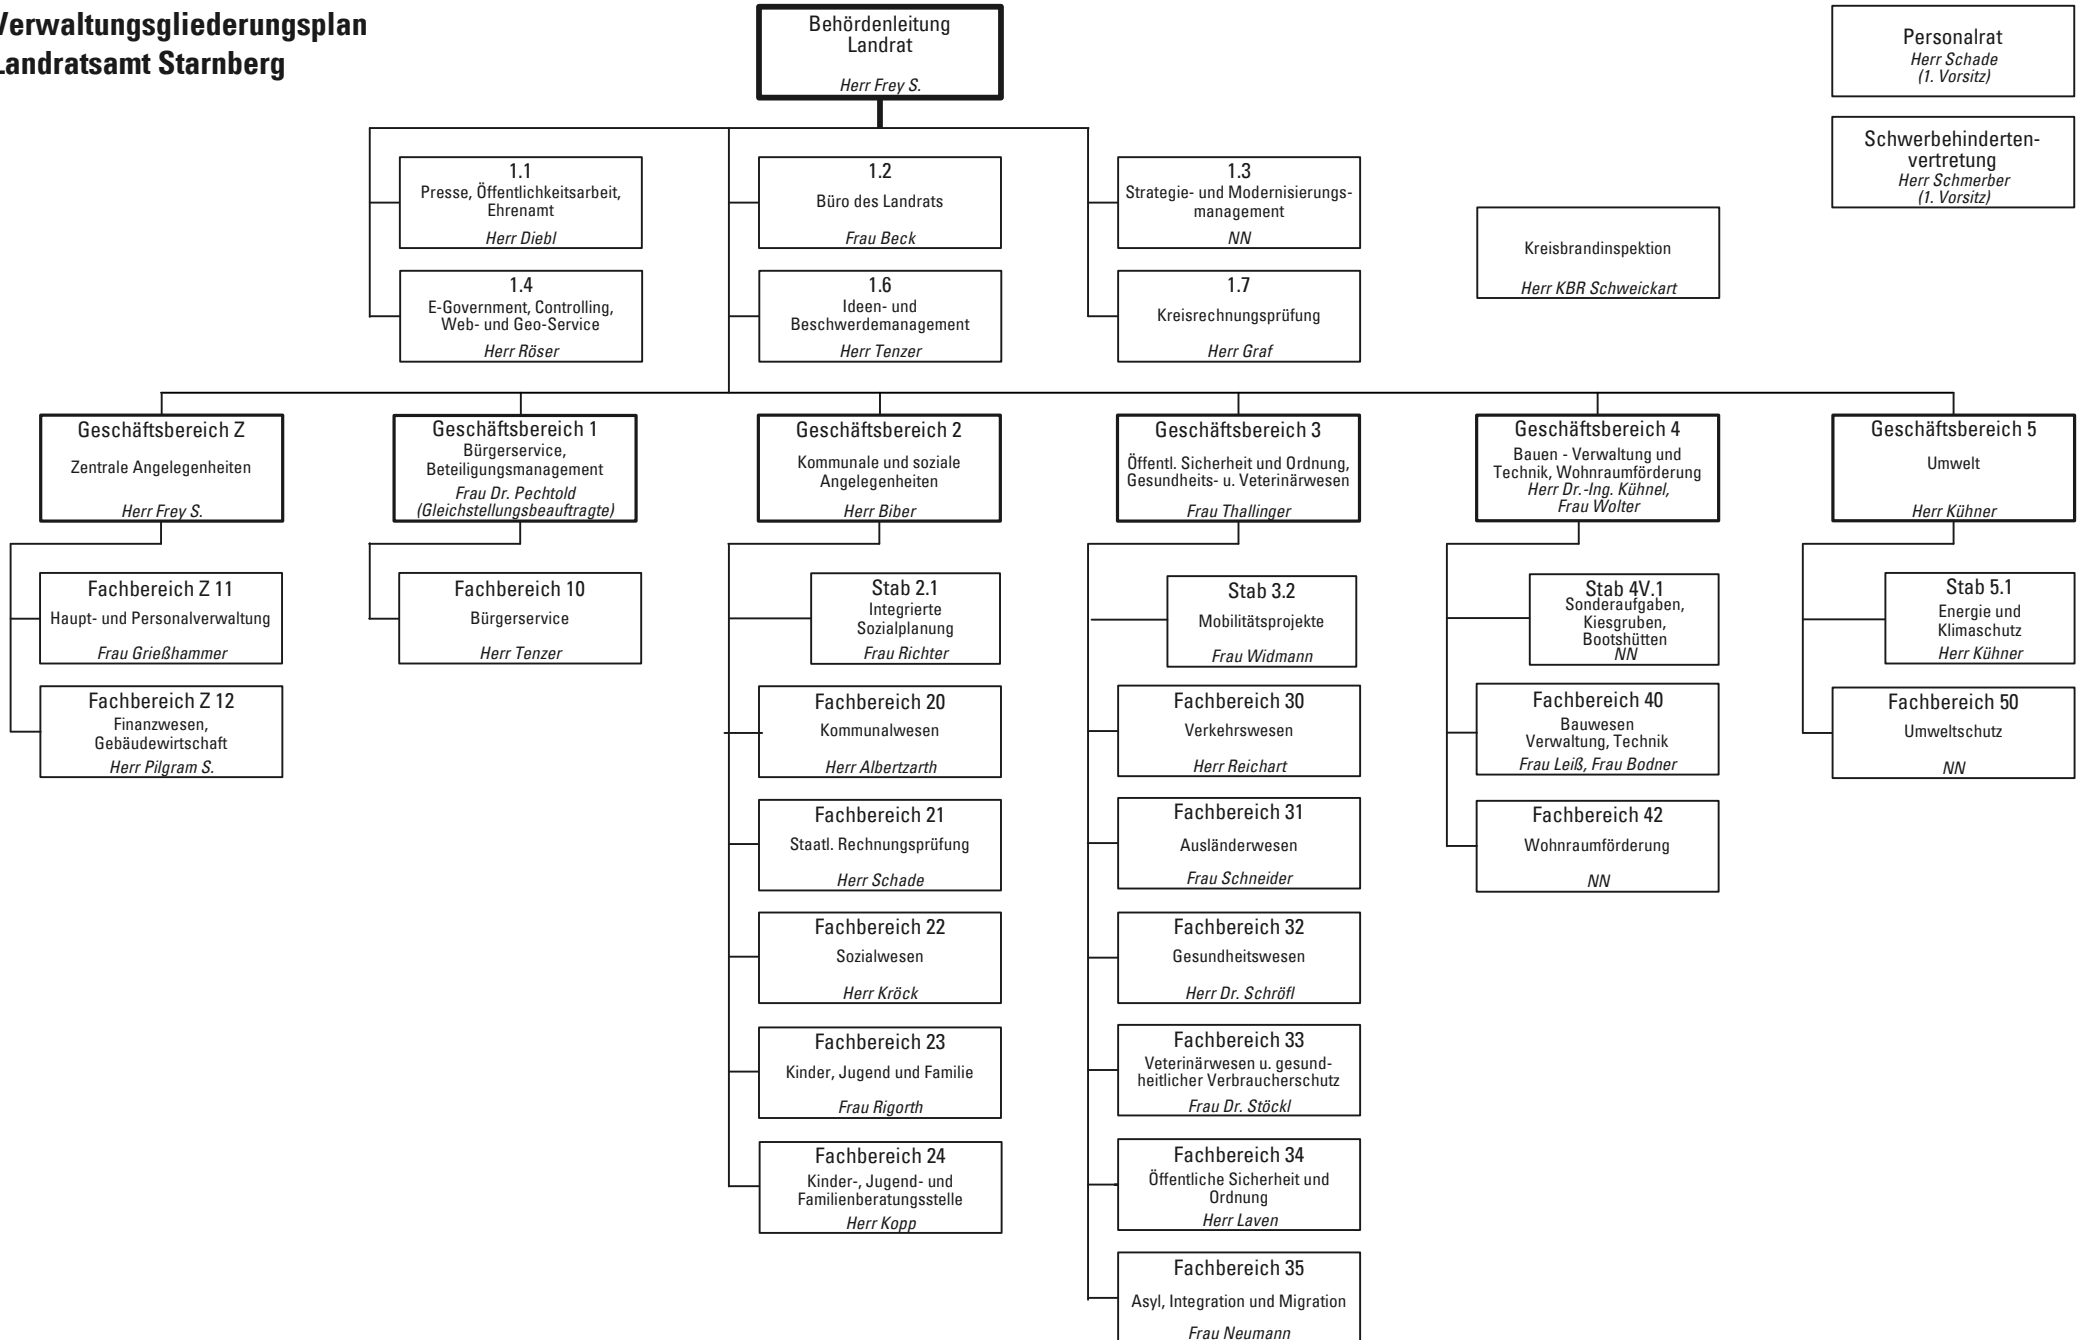 Verwaltungsgliederungsplan
Landratsamt Starnberg
Behördenleitung
Landrat
Herr Frey S.
Personalrat
Herr Schade
(1. Vorsitz)
Schwerbehinderten-
vertretung
Herr Schmerber
(1. Vorsitz)
1.1
Presse, Öffentlichkeitsarbeit,
Ehrenamt
Herr Diebl
1.2
Büro des Landrats
Frau Beck
1.3
Strategie- und Modernisierungs-
management
NN
Kreisbrandinspektion
Herr KBR Schweickart
1.4
E-Government, Controlling,
Web- und Geo-Service
Herr Röser
1.6
Ideen- und
Beschwerdemanagement
Herr Tenzer
1.7
Kreisrechnungsprüfung
Herr Graf
Geschäftsbereich Z
Zentrale Angelegenheiten
Herr Frey S.
Geschäftsbereich 1
Bürgerservice,
Beteiligungsmanagement
Frau Dr. Pechtold
(Gleichstellungsbeauftragte)
Geschäftsbereich 2
Kommunale und soziale
Angelegenheiten
Herr Biber
Geschäftsbereich 3
Öffentl. Sicherheit und Ordnung,
Gesundheits- u. Veterinärwesen
Frau Thallinger
Geschäftsbereich 4
Bauen - Verwaltung und
Technik, Wohnraumförderung
Herr Dr.-Ing. Kühnel,
Frau Wolter
Geschäftsbereich 5
Umwelt
Herr Kühner
Fachbereich Z 11
Haupt- und Personalverwaltung
Frau Grießhammer
Fachbereich Z 12
Finanzwesen,
Gebäudewirtschaft
Herr Pilgram S.
Fachbereich 10
Bürgerservice
Herr Tenzer
Stab 2.1
Integrierte
Sozialplanung
Frau Richter
Fachbereich 20
Kommunalwesen
Herr Albertzarth
Fachbereich 21
Staatl. Rechnungsprüfung
Herr Schade
Fachbereich 22
Sozialwesen
Herr Kröck
Fachbereich 23
Kinder, Jugend und Familie
Frau Rigorth
Fachbereich 24
Kinder-, Jugend- und
Familienberatungsstelle
Herr Kopp
Stab 3.2
Mobilitätsprojekte
Frau Widmann
Fachbereich 30
Verkehrswesen
Herr Reichart
Fachbereich 31
Ausländerwesen
Frau Schneider
Fachbereich 32
Gesundheitswesen
Herr Dr. Schröfl
Fachbereich 33
Veterinärwesen u. gesund-
heitlicher Verbraucherschutz
Frau Dr. Stöckl
Fachbereich 34
Öffentliche Sicherheit und
Ordnung
Herr Laven
Fachbereich 35
Asyl, Integration und Migration
Frau Neumann
Stab 4V.1
Sonderaufgaben,
Kiesgruben,
Bootshütten
NN
Fachbereich 40
Bauwesen
Verwaltung, Technik
Frau Leiß, Frau Bodner
Fachbereich 42
Wohnraumförderung
NN
Stab 5.1
Energie und
Klimaschutz
Herr Kühner
Fachbereich 50
Umweltschutz
NN